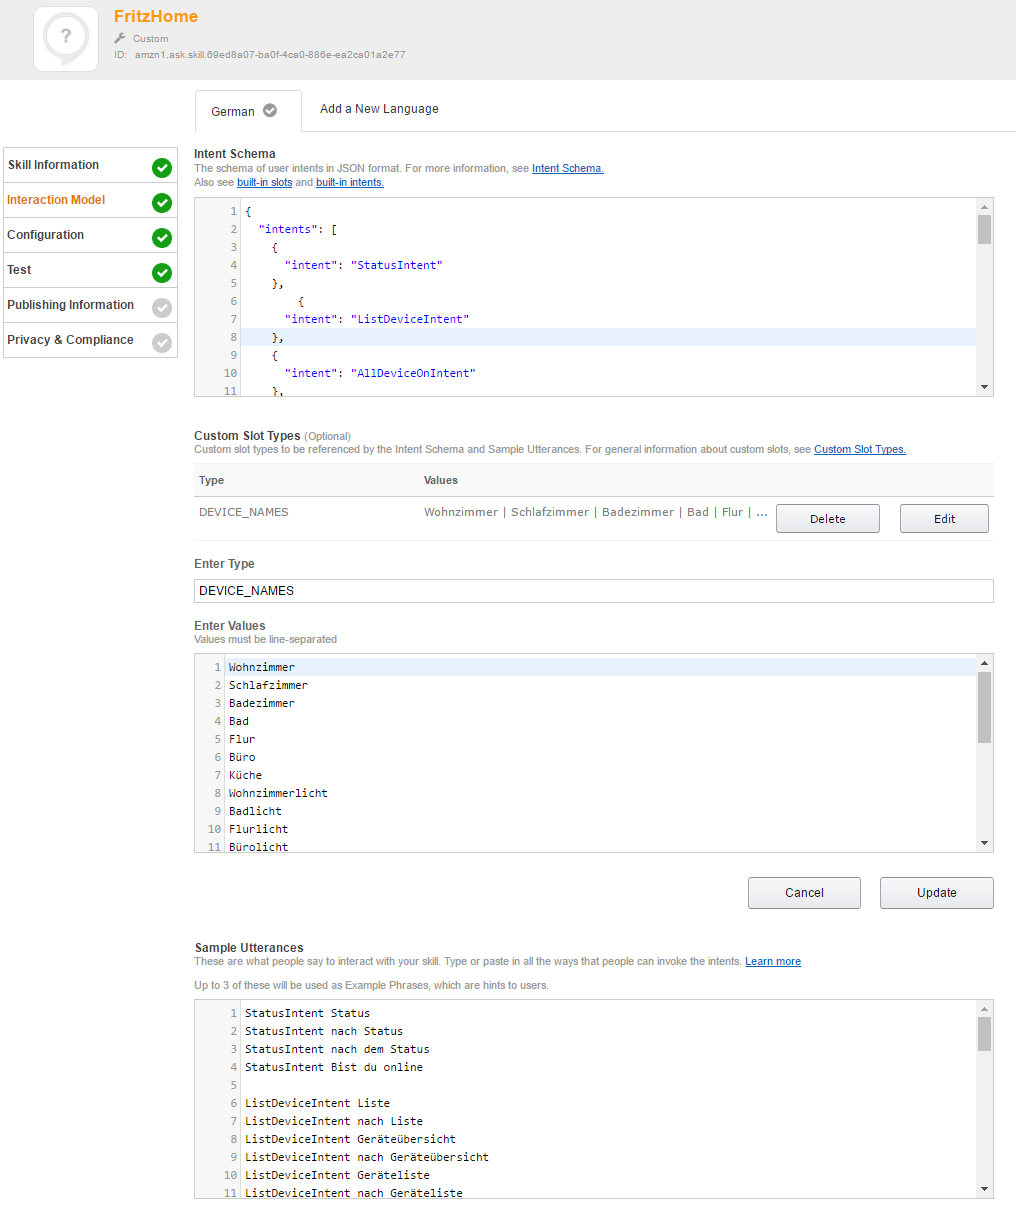 ?
FritzHome
Custom
ID: amzn1.ask.skill.69ed8a07-ba0f-4ca0-886e-ea2ca01a2e77
German
Add a New Language
Skill Information
Interaction Model
Configuration
Test
Publishing Information
Privacy & Compliance
Intent Schema
The schema of user intents in JSON format. For more information, see Intent Schema.
Also see built-in slots and built-in intents.
1 {
2 "intents": [
3 {
4 "intent": "StatusIntent"
5 },
6 {
7 "intent": "ListDeviceIntent"
8 },
9 {
10 "intent": "AllDeviceOnIntent"
11 },
Custom Slot Types (Optional)
Custom slot types to be referenced by the Intent Schema and Sample Utterances. For general information about custom slots, see Custom Slot Types.
Type Values
DEVICE_NAMES Wohnzimmer | Schlafzimmer | Badezimmer | Bad | Flur | ... Delete Edit
Enter Type
DEVICE_NAMES
Enter Values
Values must be line-separated
1 Wohnzimmer
2 Schlafzimmer
3 Badezimmer
4 Bad
5 Flur
6 Büro
7 Küche
8 Wohnzimmerlicht
9 Badlicht
10 Flurlicht
11 Bürolicht
Cancel Update
Sample Utterances
These are what people say to interact with your skill. Type or paste in all the ways that people can invoke the intents. Learn more
Up to 3 of these will be used as Example Phrases, which are hints to users.
1 StatusIntent Status
2 StatusIntent nach Status
3 StatusIntent nach dem Status
4 StatusIntent Bist du online
5
6 ListDeviceIntent Liste
7 ListDeviceIntent nach Liste
8 ListDeviceIntent Geräteübersicht
9 ListDeviceIntent nach Geräteübersicht
10 ListDeviceIntent Geräteliste
11 ListDeviceIntent nach Geräteliste